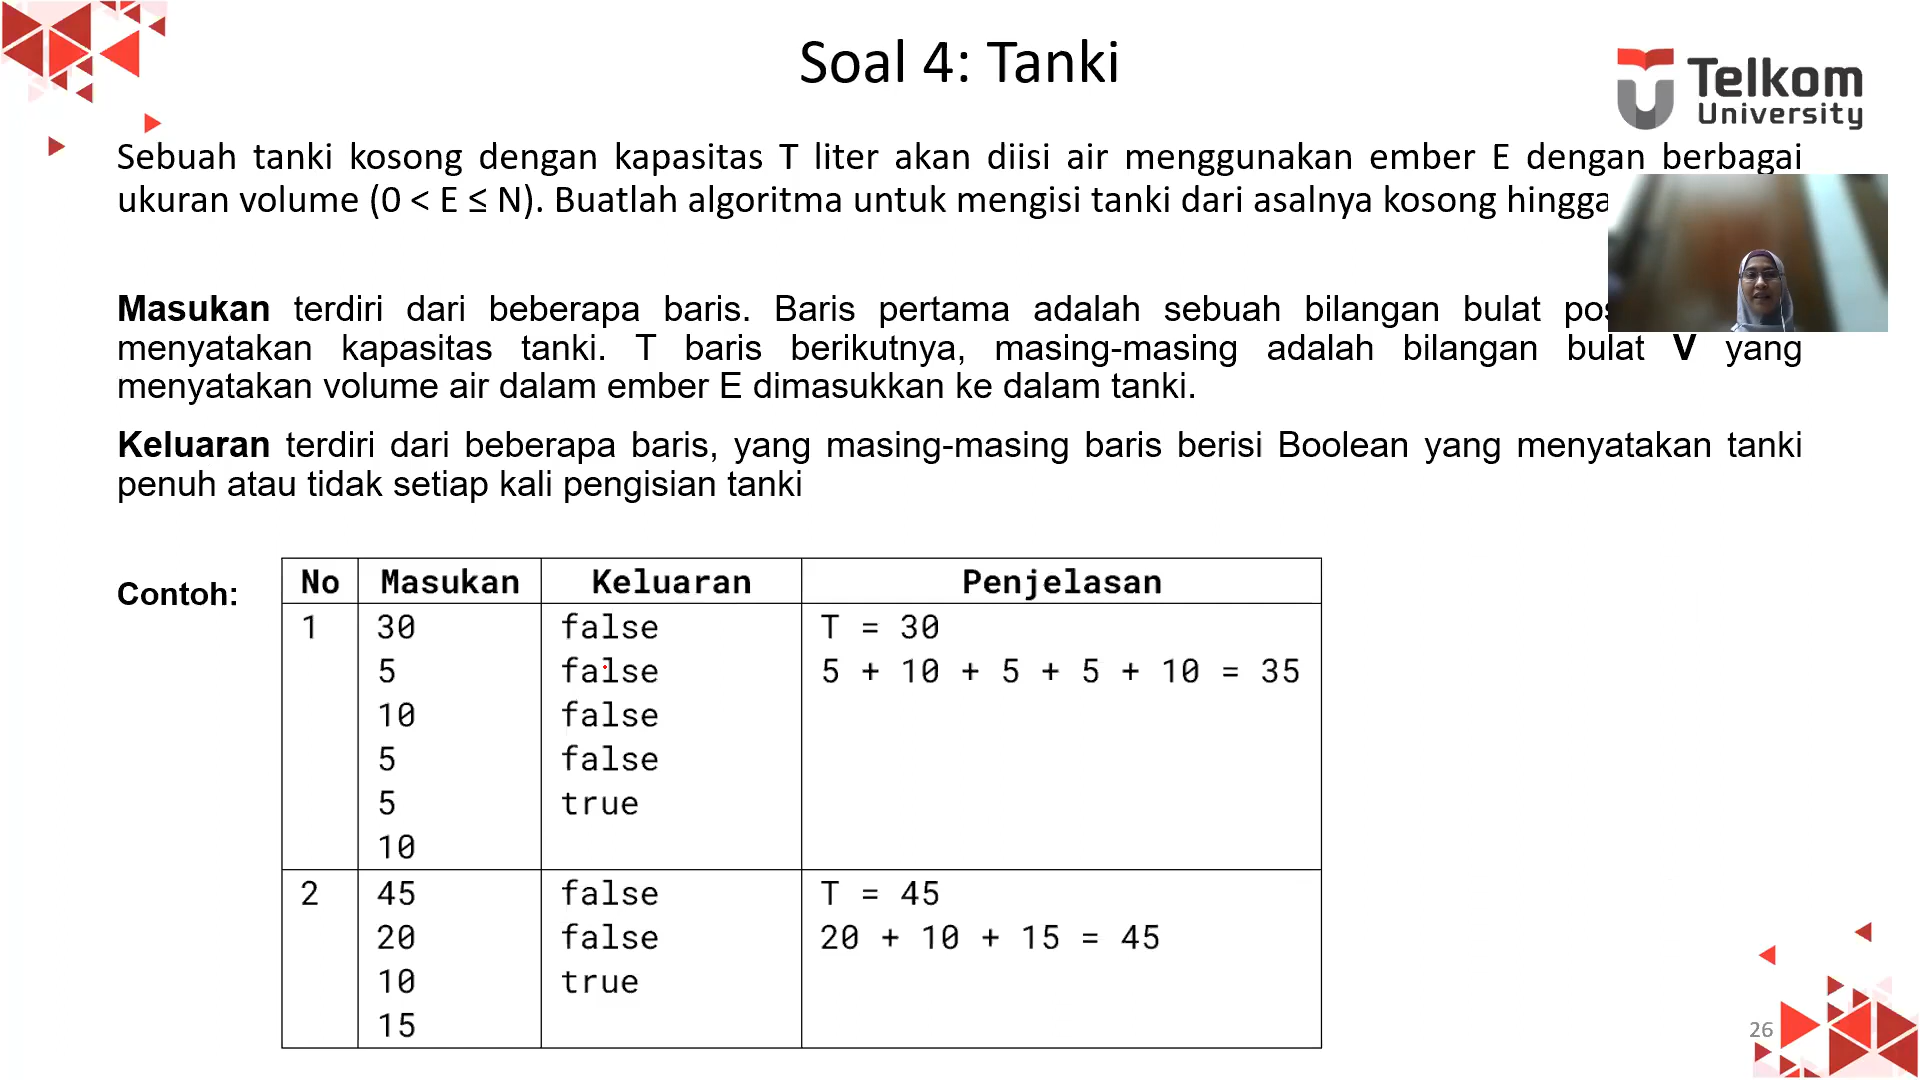 Soal 4: Tanki
Telkom
University
Sebuah tanki kosong dengan kapasitas T liter akan diisi air menggunakan ember E dengan berbagai
ukuran volume (0 < E ≤ N). Buatlah algoritma untuk mengisi tanki dari asalnya kosong hingga
Masukan terdiri dari beberapa baris. Baris pertama adalah sebuah bilangan bulat
menyatakan kapasitas tanki. T baris berikutnya, masing-masing adalah bilangan bulat V yang
menyatakan volume air dalam ember E dimasukkan ke dalam tanki.
Keluaran terdiri dari beberapa baris, yang masing-masing baris berisi Boolean yang menyatakan tanki
penuh atau tidak setiap kali pengisian tanki
Contoh:
No Masukan Keluaran Penjelasan
1 30 false T = 30
5 false 5 + 10 + 5 + 5 + 10 = 35
10 false
5 false
5 true
10
2 45 false T = 45
20 false 20 + 10 + 15 = 45
10 true
15
26